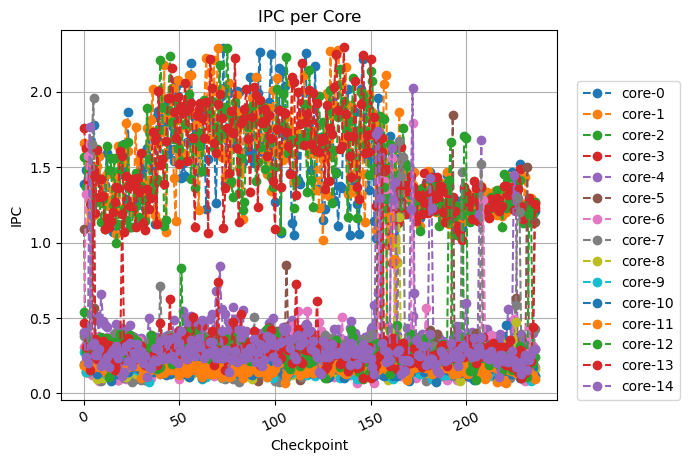 IPC per Core
IPC
2.0
1.5
1.0
0.5
0.0
0
50
100
150
200
Checkpoint
core-0
core-1
core-2
core-3
core-4
core-5
core-6
core-7
core-8
core-9
core-10
core-11
core-12
core-13
core-14